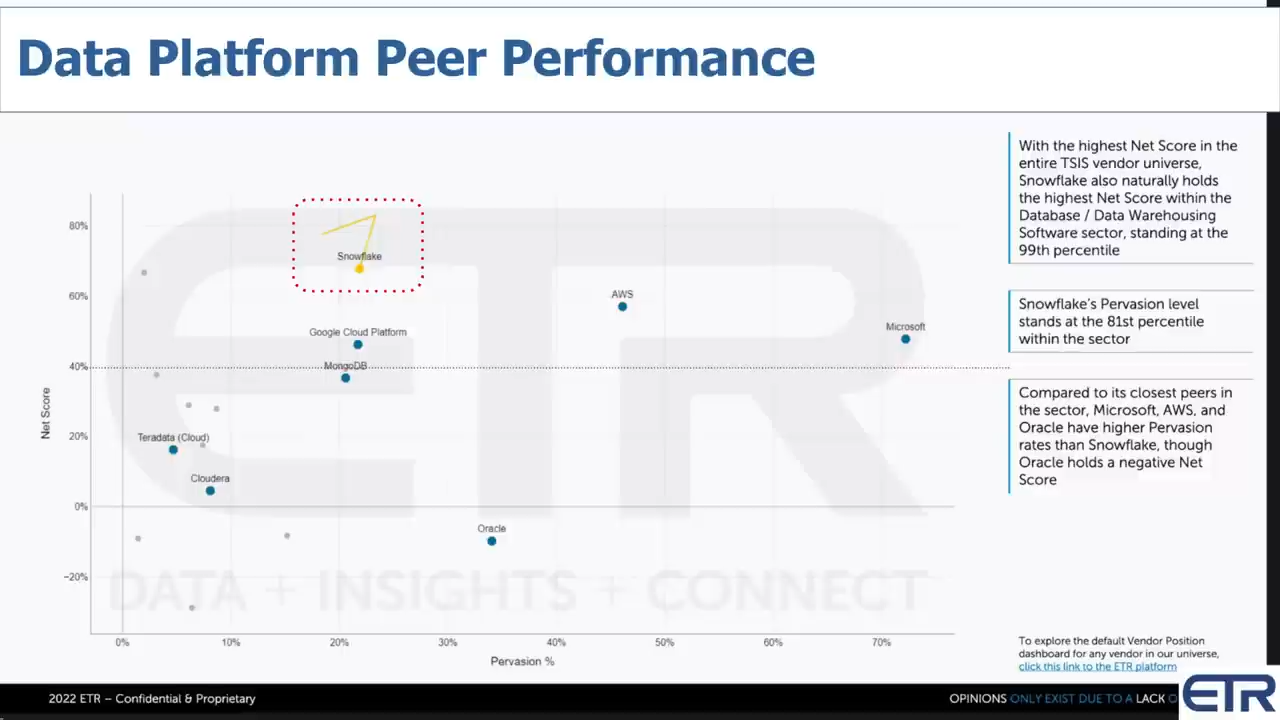 Data Platform Peer Performance
80%
60%
40%
20%
0%
−20%
Net Score
0%
10%
20%
30%
40%
50%
60%
70%
Pervasion %
Snowflake
AWS
Google Cloud Platform
Microsoft
MongoDB
Teradata (Cloud)
Cloudera
Oracle
ETR
DATA + INSIGHTS + CONNECT
With the highest Net Score in the
entire TSIS vendor universe,
Snowflake also naturally holds
the highest Net Score within the
Database / Data Warehousing
Software sector, standing at the
99th percentile
Snowflake's Pervasion level
stands at the 81st percentile
within the sector
Compared to its closest peers in
the sector, Microsoft, AWS, and
Oracle have higher Pervasion
rates than Snowflake, though
Oracle holds a negative Net
Score
To explore the default Vendor Position
dashboard for any vendor in our universe,
click this link to the ETR platform
2022 ETR – Confidential & Proprietary
OPINIONS ONLY EXIST DUE TO A LACK
ETR